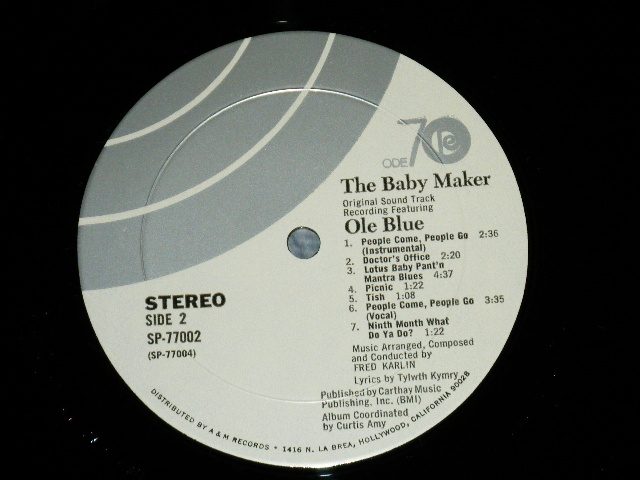 ODE 70
The Baby Maker
Original Sound Track
Recording Featuring
Ole Blue
1. People Come, People Go 2:36
(Instrumental)
2. Doctor's Office 2:20
3. Lotus Baby Pant'n
Mantra Blues 4:37
4. Picnic 1:22
5. Tish 1:08
6. People Come, People Go 3:35
(Vocal)
7. Ninth Month What
Do Ya Do? 1:22
Music Arranged, Composed
and Conducted by
FRED KARLIN
Lyrics by Tylwth Kymry
Published by Carthay Music
Publishing, Inc. (BMI)
Album Coordinated
by Curtis Amy
STEREO
SIDE 2
SP-77002
(SP-77004)
DISTRIBUTED BY A & M RECORDS • 1416 N. LA BREA, HOLLYWOOD, CALIFORNIA 90028